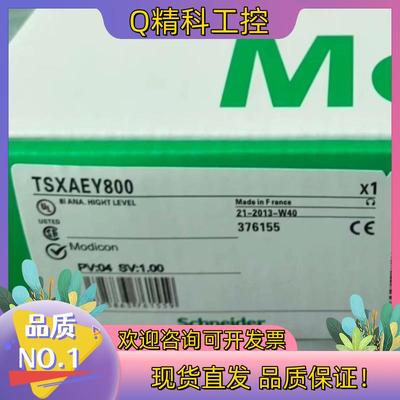 Q精科工控
M
TSXAEY800
8I ANA. HIGHT LEVEL
Made in France
x1
21-2013-W40
376155
UL
LISTED
CE
Modicon
PV:04 SV:1.00
Schneider
品质
NO.1
欢迎咨询可开发票
现货直发 品质保证!